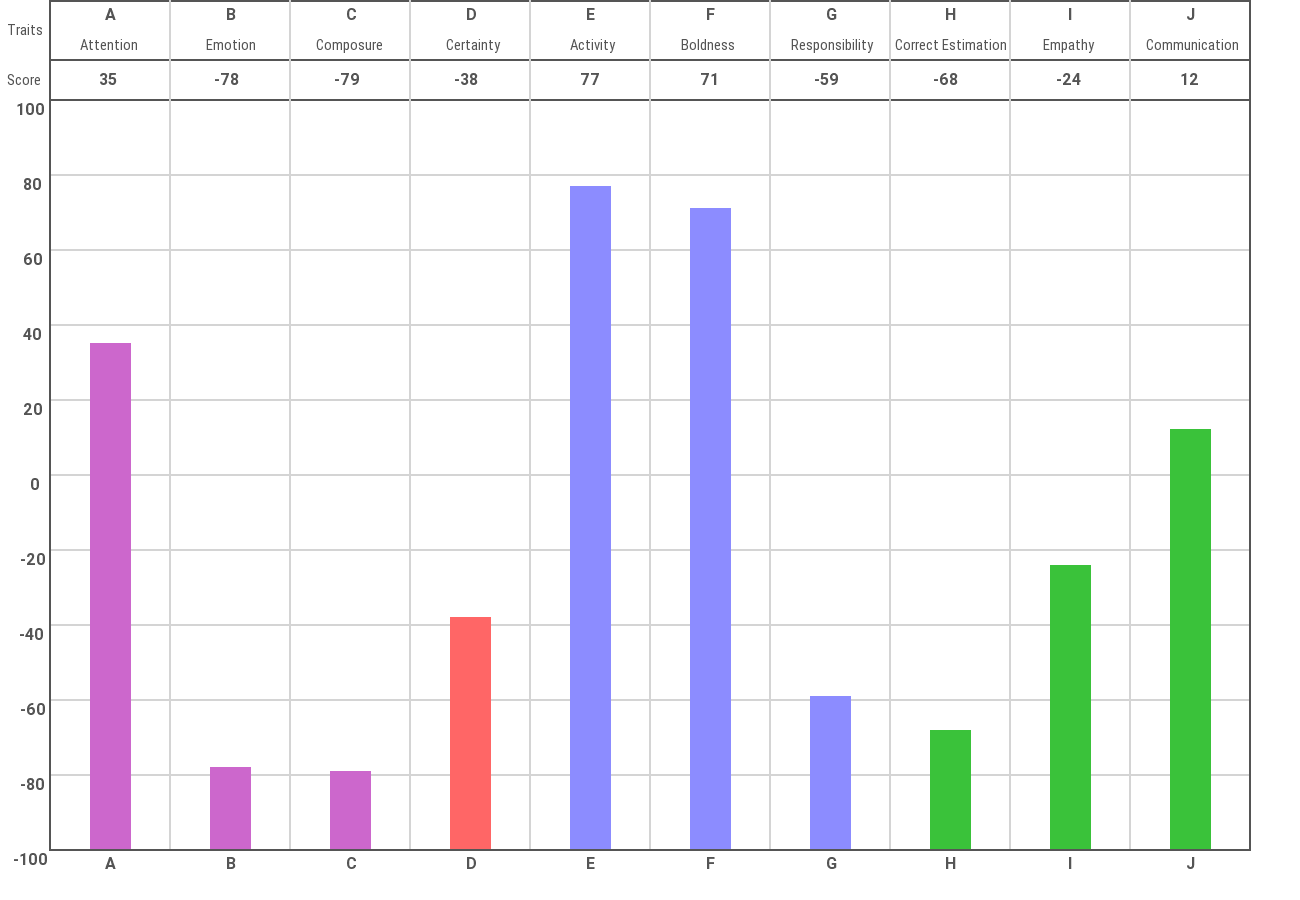 Traits A B C D E F G H I J
Attention Emotion Composure Certainty Activity Boldness Responsibility Correct Estimation Empathy Communication
Score 35 -78 -79 -38 77 71 -59 -68 -24 12
100
80
60
40
20
0
-20
-40
-60
-80
-100
A B C D E F G H I J